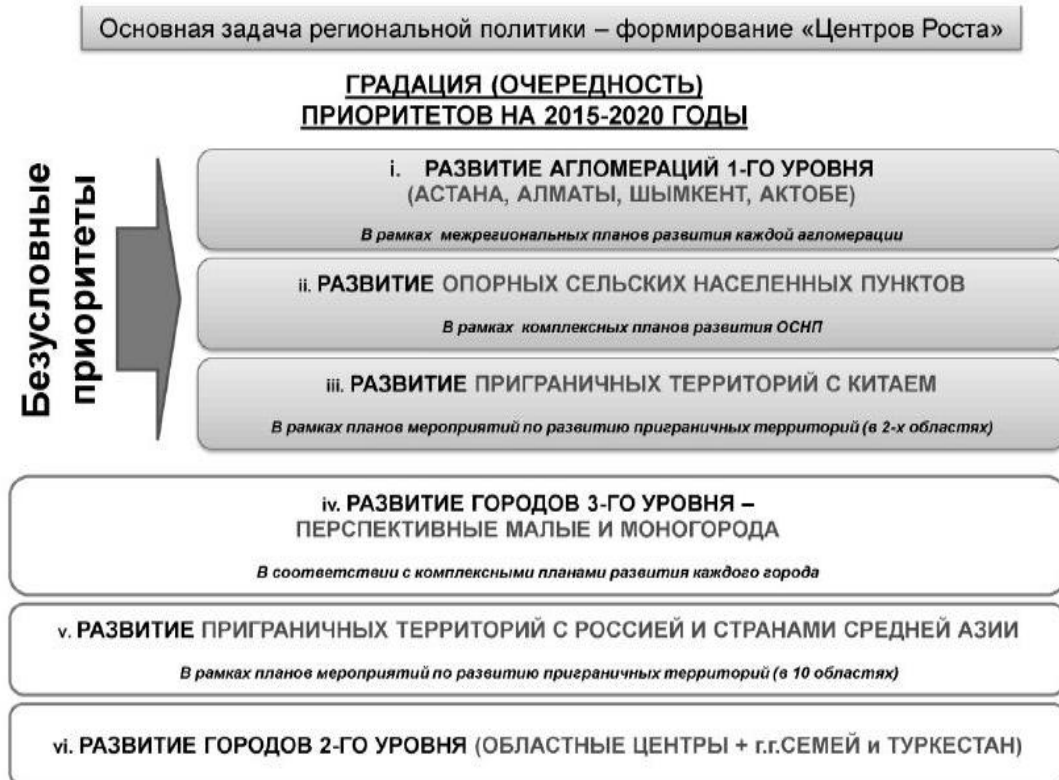 Основная задача региональной политики – формирование «Центров Роста»
ГРАДАЦИЯ (ОЧЕРЕДНОСТЬ)
ПРИОРИТЕТОВ НА 2015-2020 ГОДЫ
Безусловные
приоритеты
i. РАЗВИТИЕ АГЛОМЕРАЦИЙ 1-ГО УРОВНЯ
(АСТАНА, АЛМАТЫ, ШЫМКЕНТ, АКТОБЕ)
В рамках межрегиональных планов развития каждой агломерации
ii. РАЗВИТИЕ ОПОРНЫХ СЕЛЬСКИХ НАСЕЛЕННЫХ ПУНКТОВ
В рамках комплексных планов развития ОСНП
iii. РАЗВИТИЕ ПРИГРАНИЧНЫХ ТЕРРИТОРИЙ С КИТАЕМ
В рамках планов мероприятий по развитию приграничных территорий (в 2-х областях)
iv. РАЗВИТИЕ ГОРОДОВ 3-ГО УРОВНЯ –
ПЕРСПЕКТИВНЫЕ МАЛЫЕ И МОНОГОРОДА
В соответствии с комплексными планами развития каждого города
v. РАЗВИТИЕ ПРИГРАНИЧНЫХ ТЕРРИТОРИЙ С РОССИЕЙ И СТРАНАМИ СРЕДНЕЙ АЗИИ
В рамках планов мероприятий по развитию приграничных территорий (в 10 областях)
vi. РАЗВИТИЕ ГОРОДОВ 2-ГО УРОВНЯ (ОБЛАСТНЫЕ ЦЕНТРЫ + г.г.СЕМЕЙ и ТУРКЕСТАН)